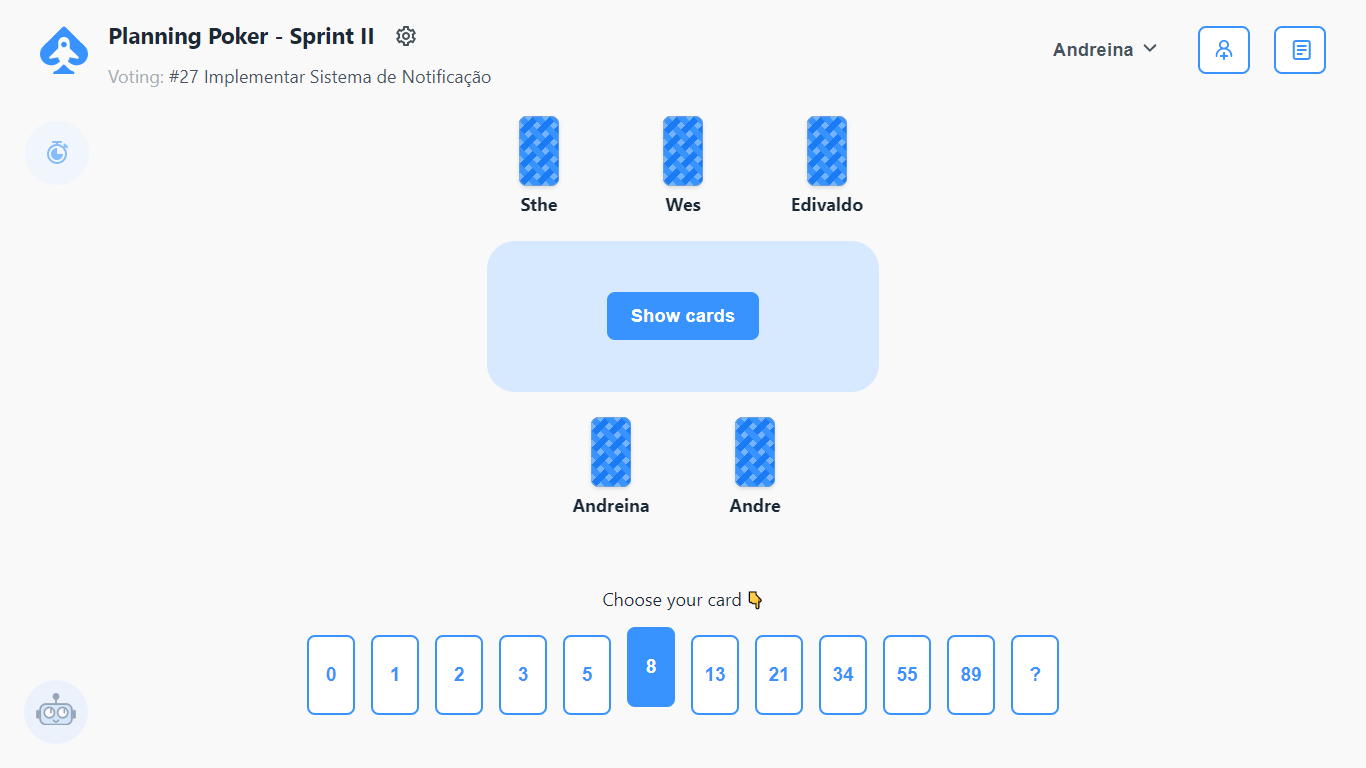 Planning Poker - Sprint II
Andreina
Voting: #27 Implementar Sistema de Notificação
Sthe
Wes
Edivaldo
Show cards
Andreina
Andre
Choose your card 👇
0
1
2
3
5
8
13
21
34
55
89
?